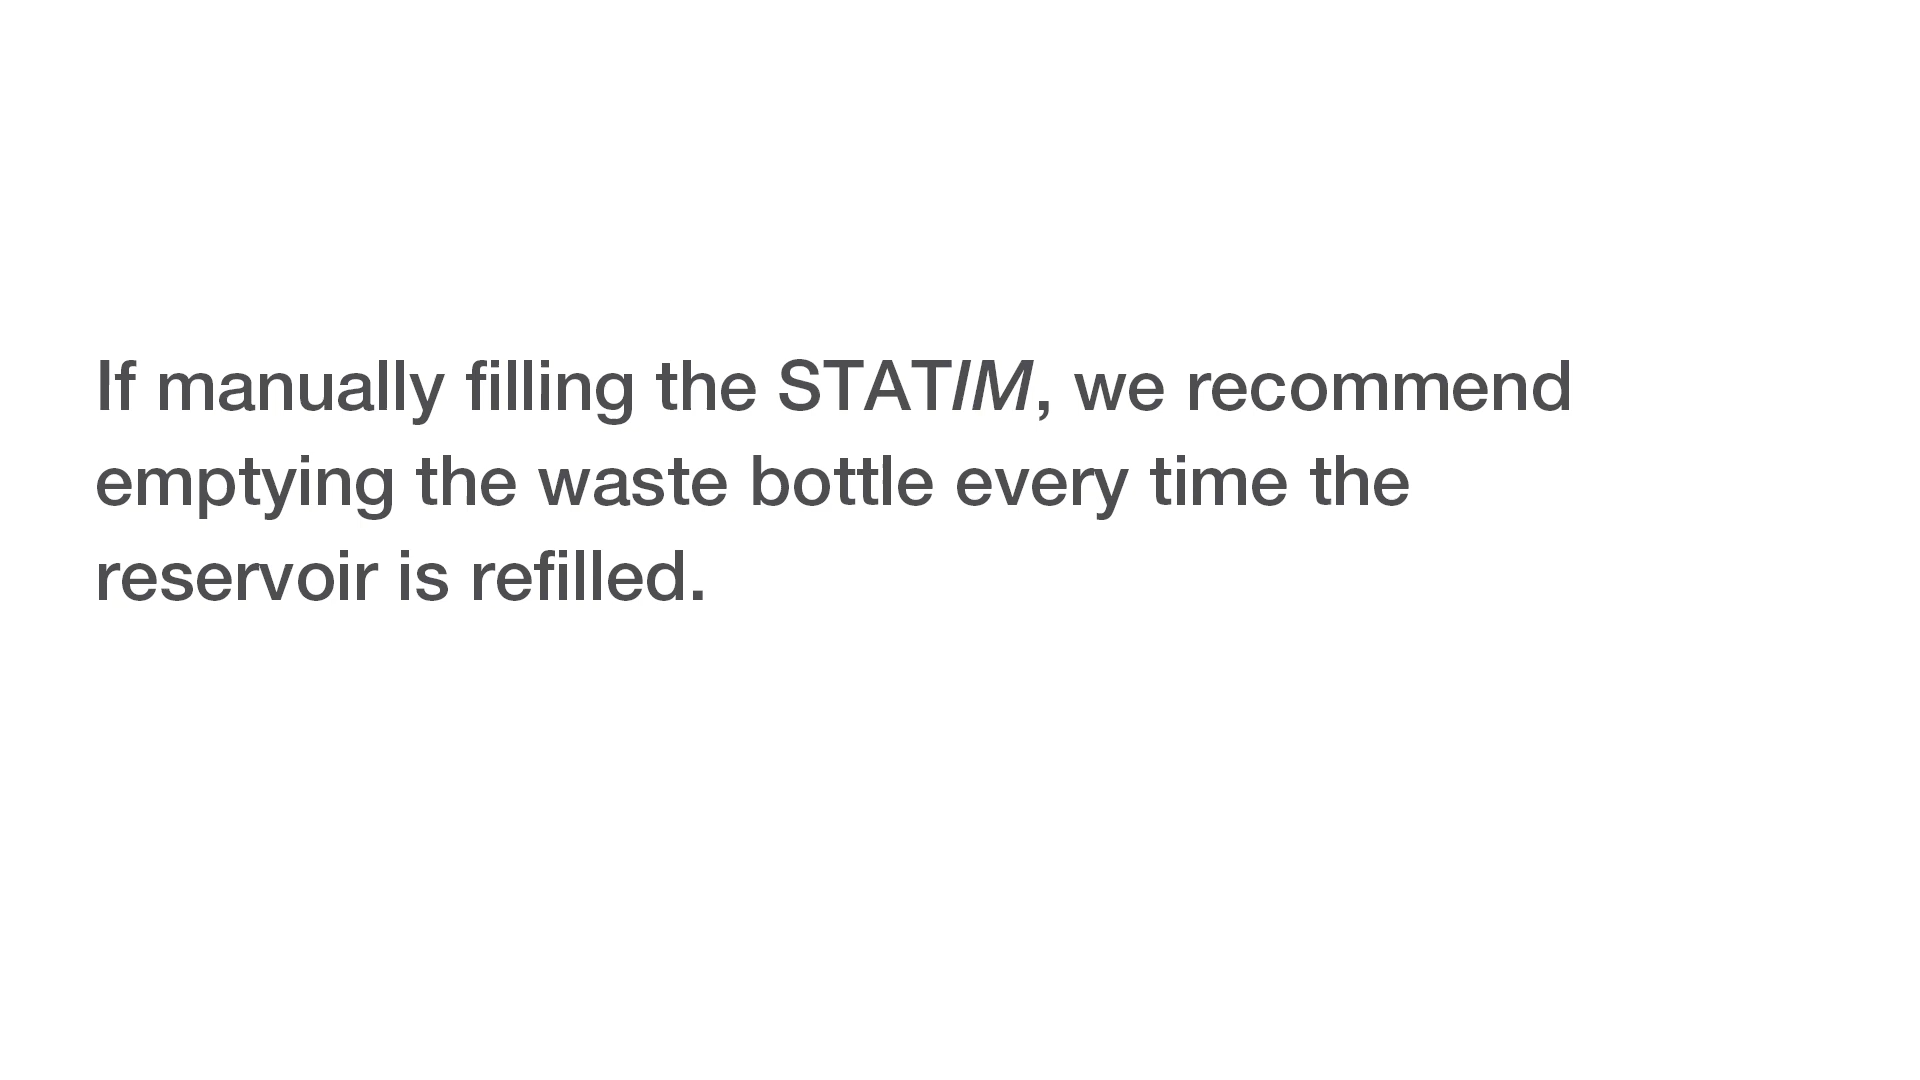 If manually filling the STATIM, we recommend
emptying the waste bottle every time the
reservoir is refilled.